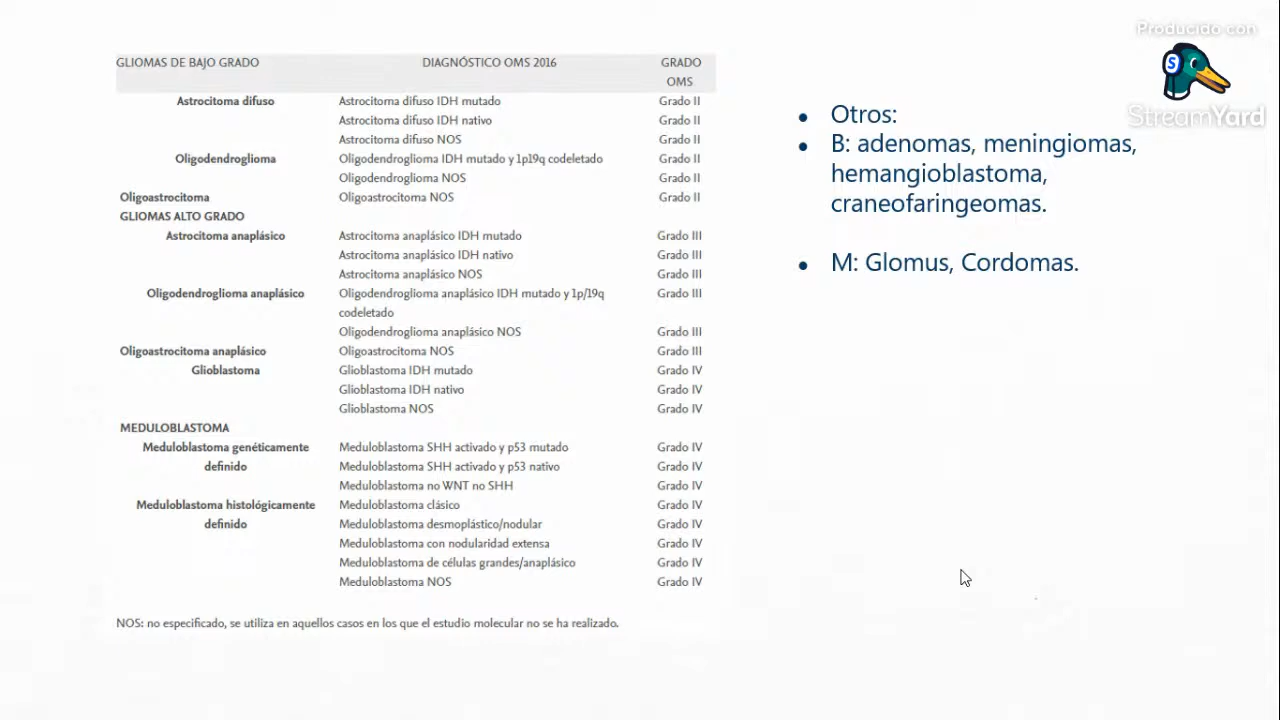 Producido con
StreamYard
GLIOMAS DE BAJO GRADO DIAGNÓSTICO OMS 2016 GRADO
OMS
Astrocitoma difuso Astrocitoma difuso IDH mutado Grado II
Astrocitoma difuso IDH nativo Grado II
Astrocitoma difuso NOS Grado II
Oligodendroglioma Oligodendroglioma IDH mutado y 1p19q codeletado Grado II
Oligodendroglioma NOS Grado II
Oligoastrocitoma Oligoastrocitoma NOS Grado II
GLIOMAS ALTO GRADO
Astrocitoma anaplásico Astrocitoma anaplásico IDH mutado Grado III
Astrocitoma anaplásico IDH nativo Grado III
Astrocitoma anaplásico NOS Grado III
Oligodendroglioma anaplásico Oligodendroglioma anaplásico IDH mutado y 1p/19q Grado III
codeletado
Oligodendroglioma anaplásico NOS Grado III
Oligoastrocitoma anaplásico Oligoastrocitoma NOS Grado III
Glioblastoma Glioblastoma IDH mutado Grado IV
Glioblastoma IDH nativo Grado IV
Glioblastoma NOS Grado IV
MEDULOBLASTOMA
Meduloblastoma genéticamente Meduloblastoma SHH activado y p53 mutado Grado IV
definido Meduloblastoma SHH activado y p53 nativo Grado IV
Meduloblastoma no WNT no SHH Grado IV
Meduloblastoma histológicamente Meduloblastoma clásico Grado IV
definido Meduloblastoma desmoplástico/nodular Grado IV
Meduloblastoma con nodularidad extensa Grado IV
Meduloblastoma de células grandes/anaplásico Grado IV
Meduloblastoma NOS Grado IV
NOS: no especificado, se utiliza en aquellos casos en los que el estudio molecular no se ha realizado.
• Otros:
• B: adenomas, meningiomas,
hemangioblastoma,
craneofaringeomas.
• M: Glomus, Cordomas.